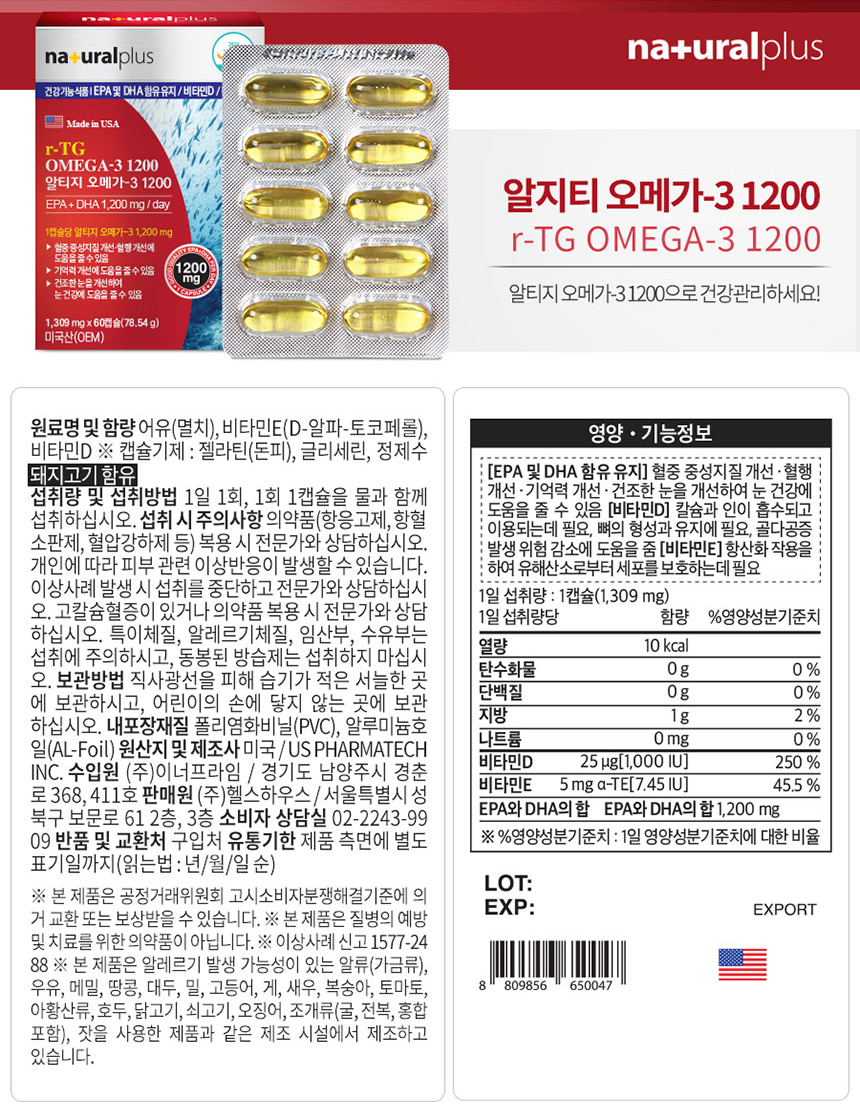 na+uralplus
na+uralplus
na+uralplus
건강기능식품 I EPA 및 DHA 함유 유지 / 비타민D /
Made in USA
r-TG
OMEGA-3 1200
알티지 오메가-3 1200
EPA + DHA 1,200 mg / day
1캡슐당 알티지 오메가-3 1,200 mg
▶ 혈중 중성지질 개선·혈행 개선에
도움을 줄 수 있음
▶ 기억력 개선에 도움을 줄 수 있음
▶ 건조한 눈을 개선하여
눈 건강에 도움을 줄 수 있음
1200
mg
1 CAPSULE
1,309 mg x 60캡슐(78.54 g)
미국산(OEM)
알지티 오메가-3 1200
r-TG OMEGA-3 1200
알티지 오메가-3 1200으로 건강관리하세요!
원료명 및 함량 어유(멸치), 비타민E(D-알파-토코페롤),
비타민D ※ 캡슐기제 : 젤라틴(돈피), 글리세린, 정제수
돼지고기 함유
섭취량 및 섭취방법 1일 1회, 1회 1캡슐을 물과 함께
섭취하십시오. 섭취 시 주의사항 의약품(항응고제, 항혈
소판제, 혈압강하제 등) 복용 시 전문가와 상담하십시오.
개인에 따라 피부 관련 이상반응이 발생할 수 있습니다.
이상사례 발생 시 섭취를 중단하고 전문가와 상담하십시
오. 고칼슘혈증이 있거나 의약품 복용 시 전문가와 상담
하십시오. 특이체질, 알레르기체질, 임산부, 수유부는
섭취에 주의하시고, 동봉된 방습제는 섭취하지 마십시
오. 보관방법 직사광선을 피해 습기가 적은 서늘한 곳
에 보관하시고, 어린이의 손에 닿지 않는 곳에 보관
하십시오. 내포장재질 폴리염화비닐(PVC), 알루미늄호
일(AL-Foil) 원산지 및 제조사 미국 / US PHARMATECH
INC. 수입원 (주)이너프라임 / 경기도 남양주시 경춘
로 368, 411호 판매원 (주)헬스하우스 / 서울특별시 성
북구 보문로 61 2층, 3층 소비자 상담실 02-2243-99
09 반품 및 교환처 구입처 유통기한 제품 측면에 별도
표기일까지(읽는법 : 년/월/일 순)
※ 본 제품은 공정거래위원회 고시소비자분쟁해결기준에 의
거 교환 또는 보상받을 수 있습니다. ※ 본 제품은 질병의 예방
및 치료를 위한 의약품이 아닙니다. ※ 이상사례 신고 1577-24
88 ※ 본 제품은 알레르기 발생 가능성이 있는 알류(가금류),
우유, 메밀, 땅콩, 대두, 밀, 고등어, 게, 새우, 복숭아, 토마토,
아황산류, 호두, 닭고기, 쇠고기, 오징어, 조개류(굴, 전복, 홍합
포함), 잣을 사용한 제품과 같은 제조 시설에서 제조하고
있습니다.
영양·기능정보
[EPA 및 DHA 함유 유지] 혈중 중성지질 개선·혈행
개선·기억력 개선·건조한 눈을 개선하여 눈 건강에
도움을 줄 수 있음 [비타민D] 칼슘과 인이 흡수되고
이용되는데 필요, 뼈의 형성과 유지에 필요, 골다공증
발생 위험 감소에 도움을 줌 [비타민E] 항산화 작용을
하여 유해산소로부터 세포를 보호하는데 필요
1일 섭취량 : 1캡슐(1,309 mg)
1일 섭취량당 함량 %영양성분기준치
열량 10 kcal
탄수화물 0 g 0 %
단백질 0 g 0 %
지방 1 g 2 %
나트륨 0 mg 0 %
비타민D 25 µg[1,000 IU] 250 %
비타민E 5 mg α-TE[7.45 IU] 45.5 %
EPA와 DHA의 합 EPA와 DHA의 합 1,200 mg
※ %영양성분기준치 : 1일 영양성분기준치에 대한 비율
LOT:
EXP:
EXPORT
8 809856 650047